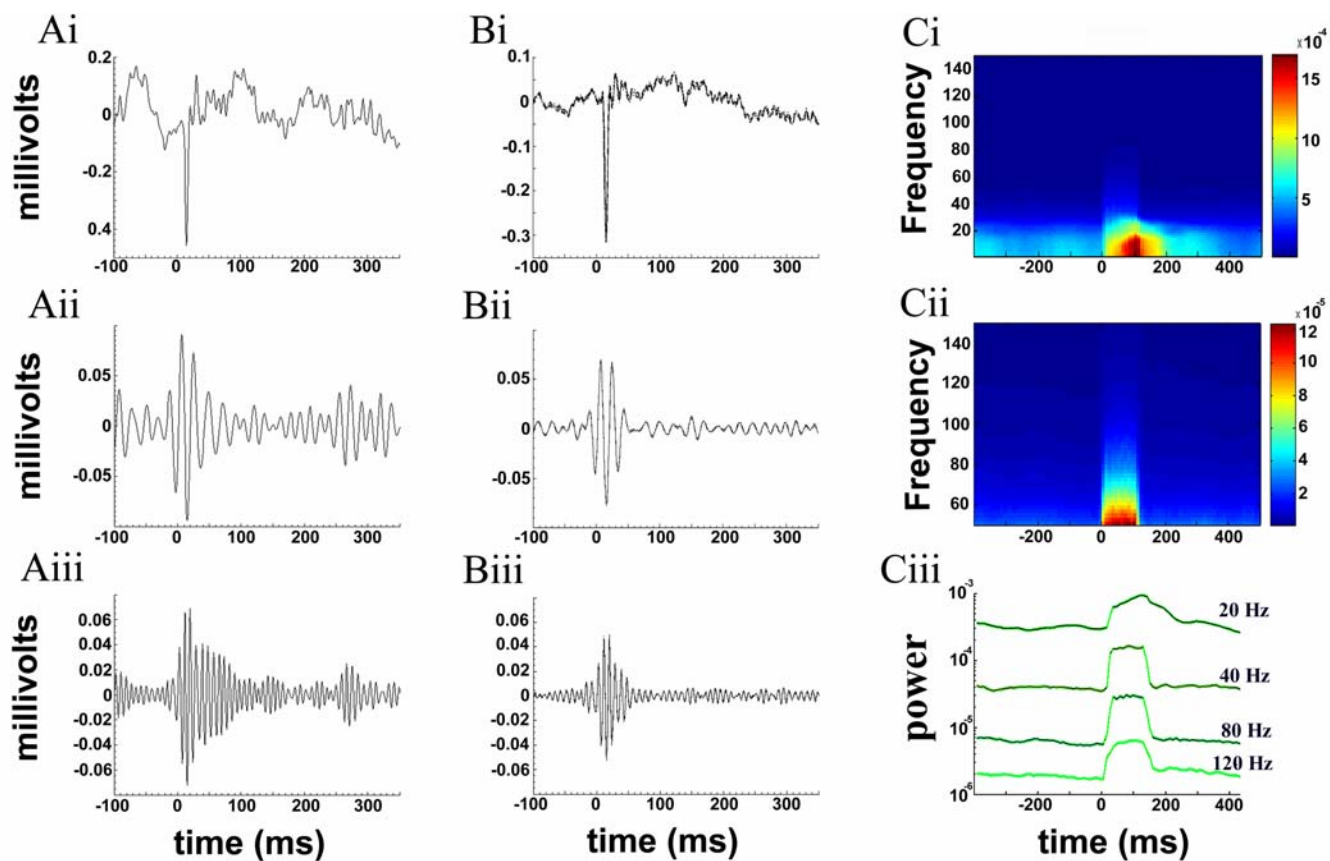 Ai
millivolts
0.2
0
-0.2
0.4
-100 0 100 200 300
Bi
0.1
0
-0.1
-0.2
-0.3
-100 0 100 200 300
Ci
Frequency
140
120
100
80
60
40
20
-200 0 200 400
×10-4
15
10
5
Aii
millivolts
0.05
0
-0.05
-100 0 100 200 300
Bii
0.05
0
-0.05
-100 0 100 200 300
Cii
Frequency
140
120
100
80
60
-200 0 200 400
×10-5
12
10
8
6
4
2
Aiii
millivolts
0.06
0.04
0.02
0
-0.02
-0.04
-0.06
-100 0 100 200 300
time (ms)
Biii
0.06
0.04
0.02
0
-0.02
-0.04
-0.06
-100 0 100 200 300
time (ms)
Ciii
power
10-3
10-4
10-5
10-6
20 Hz
40 Hz
80 Hz
120 Hz
-200 0 200 400
time (ms)